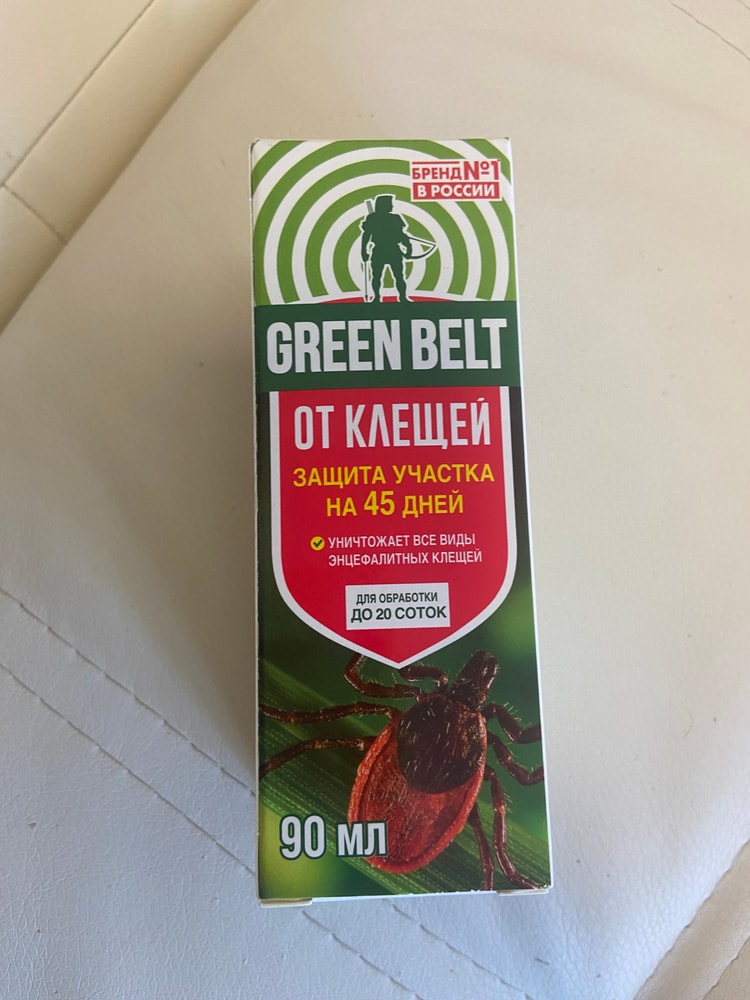 БРЕНД №1
В РОССИИ
GREEN BELT
ОТ КЛЕЩЕЙ
ЗАЩИТА УЧАСТКА
НА 45 ДНЕЙ
УНИЧТОЖАЕТ ВСЕ ВИДЫ
ЭНЦЕФАЛИТНЫХ КЛЕЩЕЙ
ДЛЯ ОБРАБОТКИ
ДО 20 СОТОК
90 МЛ